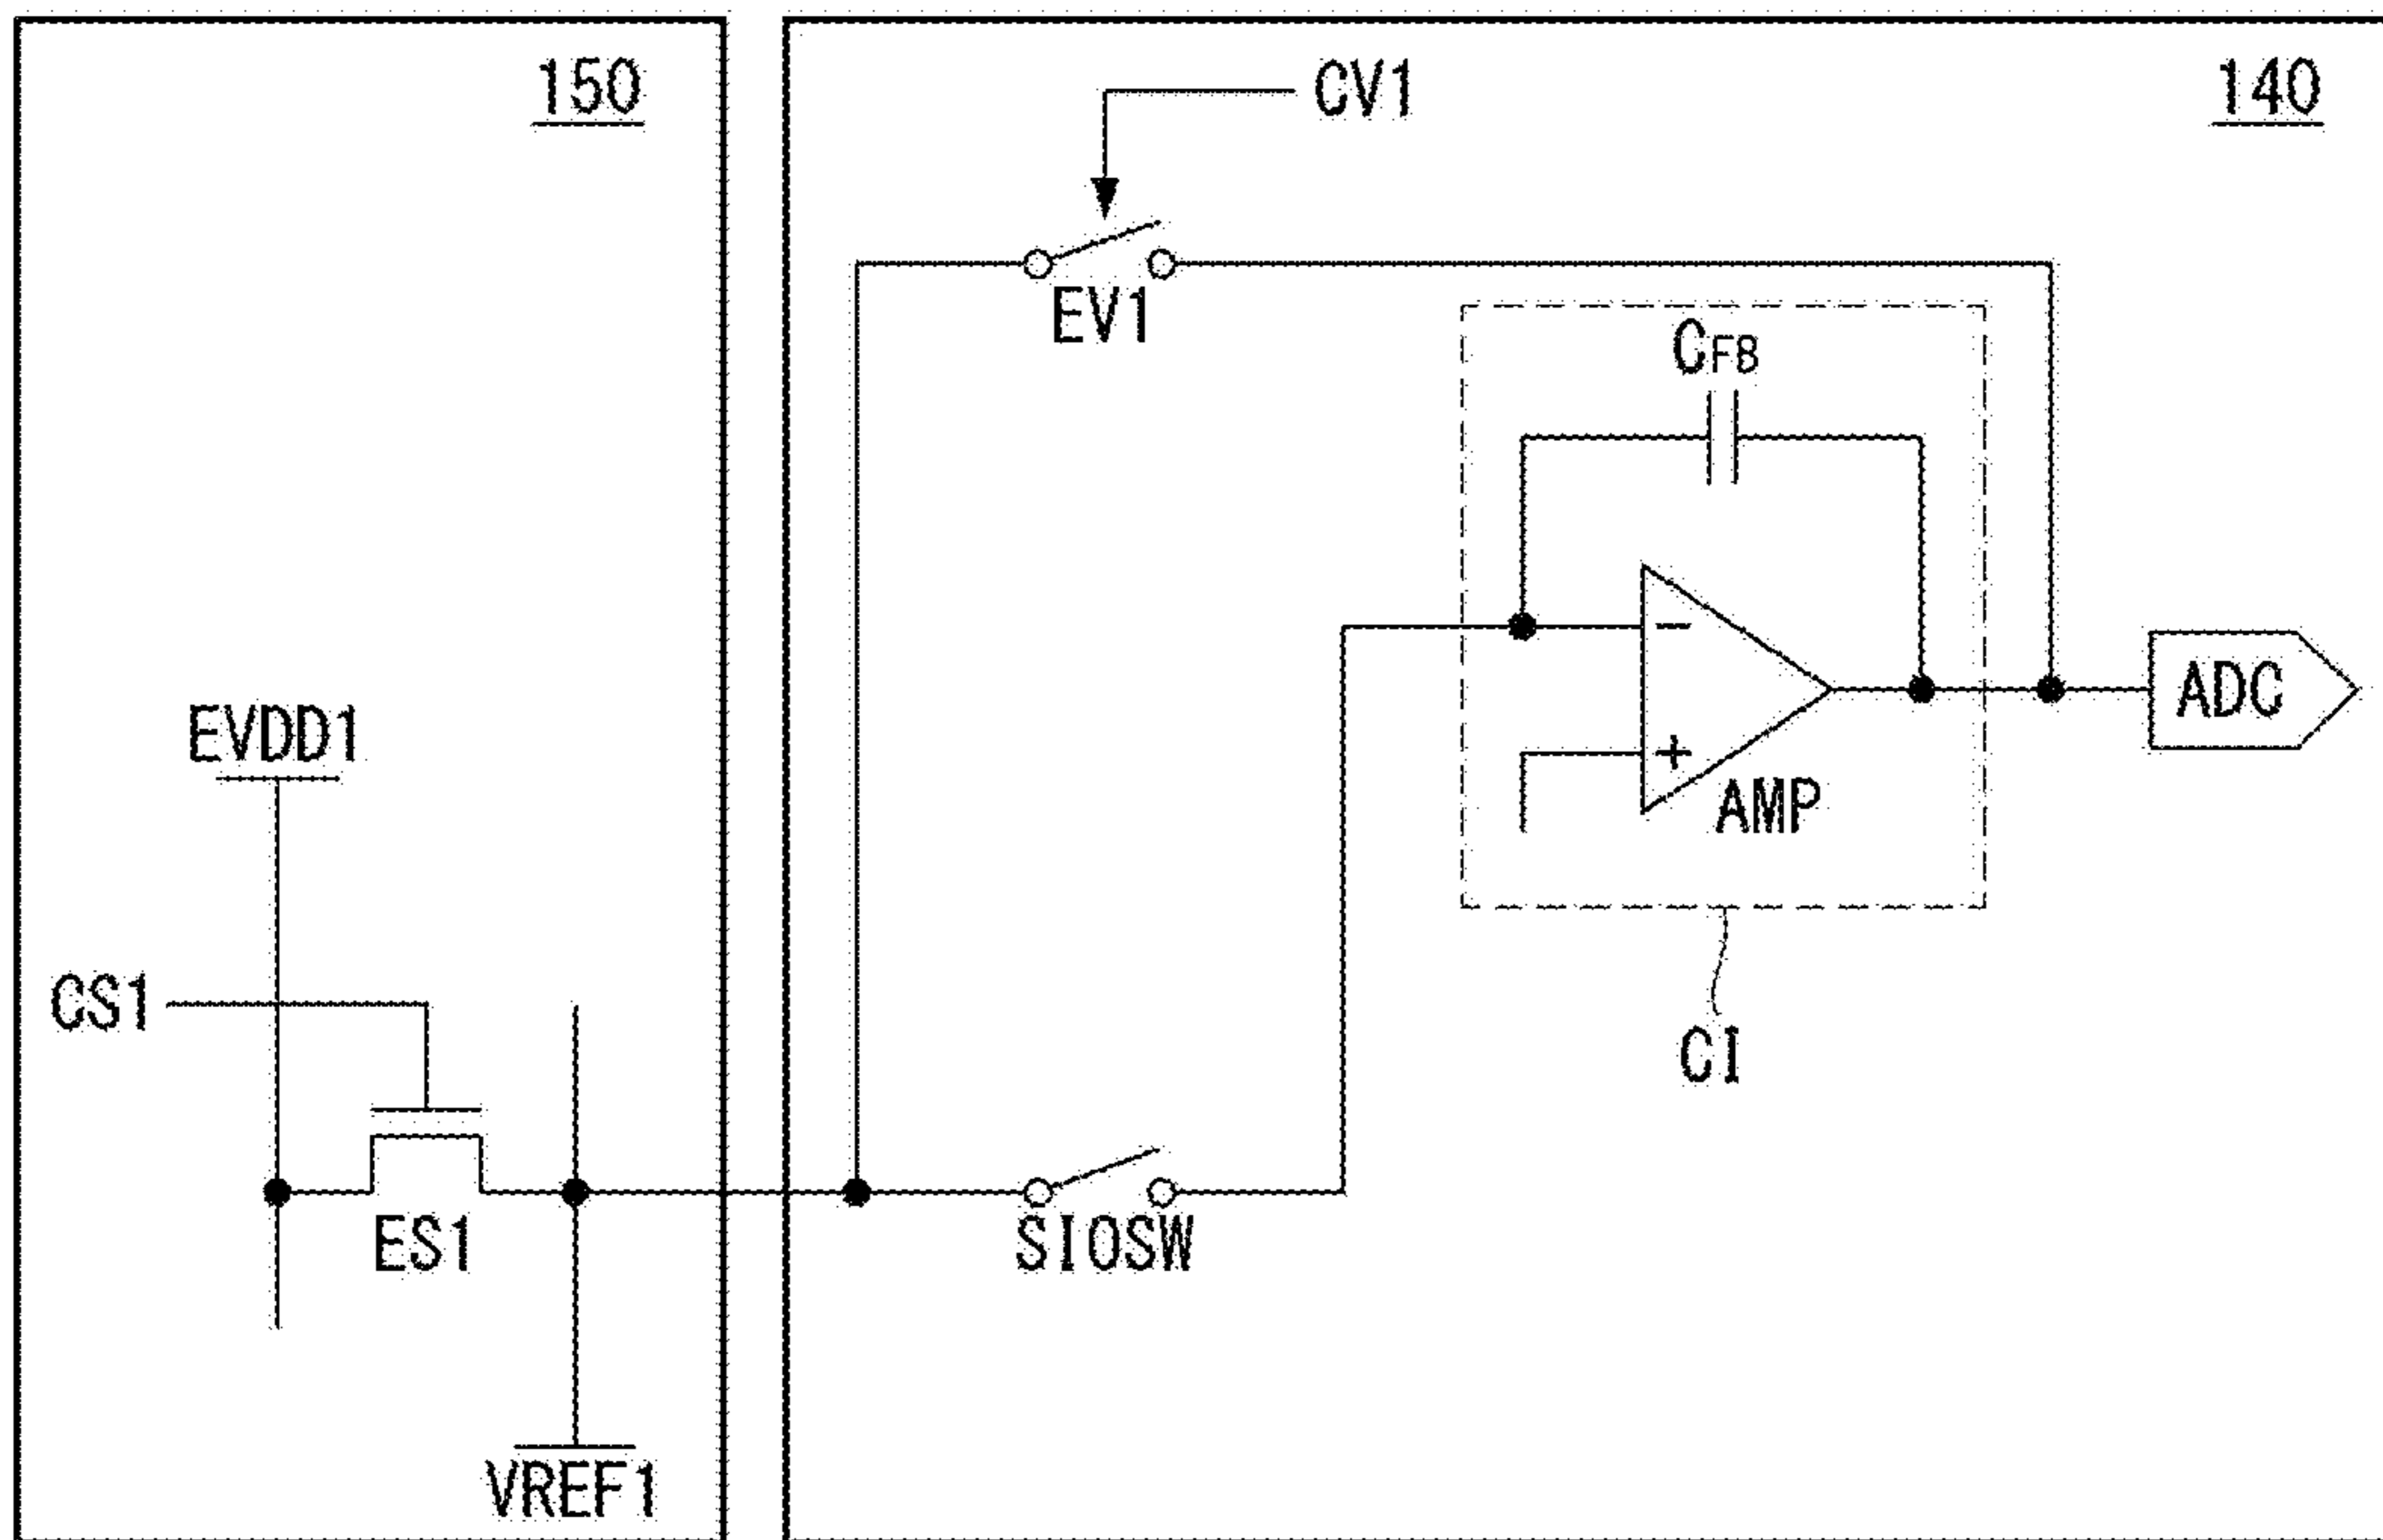 150
CV1
140
EV1
CFB
ADC
EVDD1
AMP
CS1
CI
ES1
SIOSW
VREF1